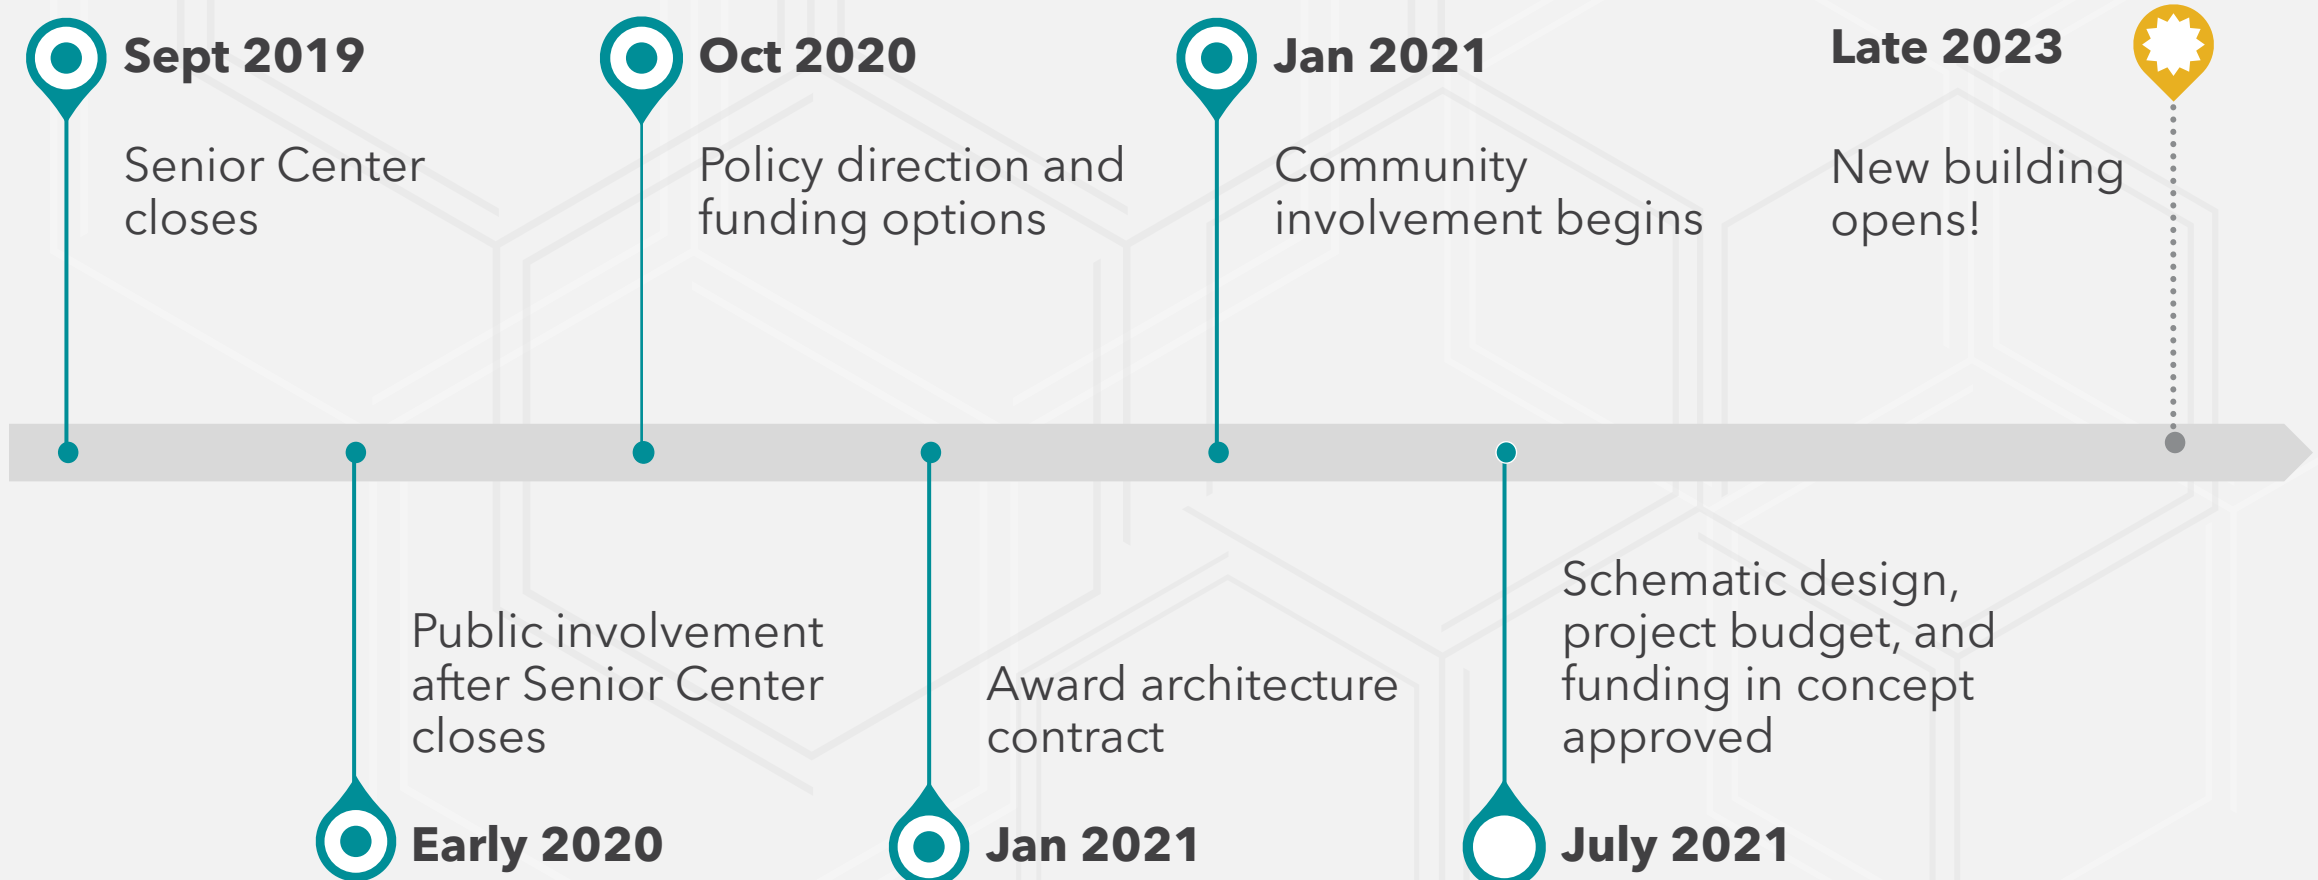 Sept 2019
Senior Center
closes
Public involvement
after Senior Center
closes
Early 2020
Oct 2020
Policy direction and
funding options
Award architecture
contract
Jan 2021
Jan 2021
Community
involvement begins
Schematic design,
project budget, and
funding in concept
approved
July 2021
Late 2023
New building
opens!